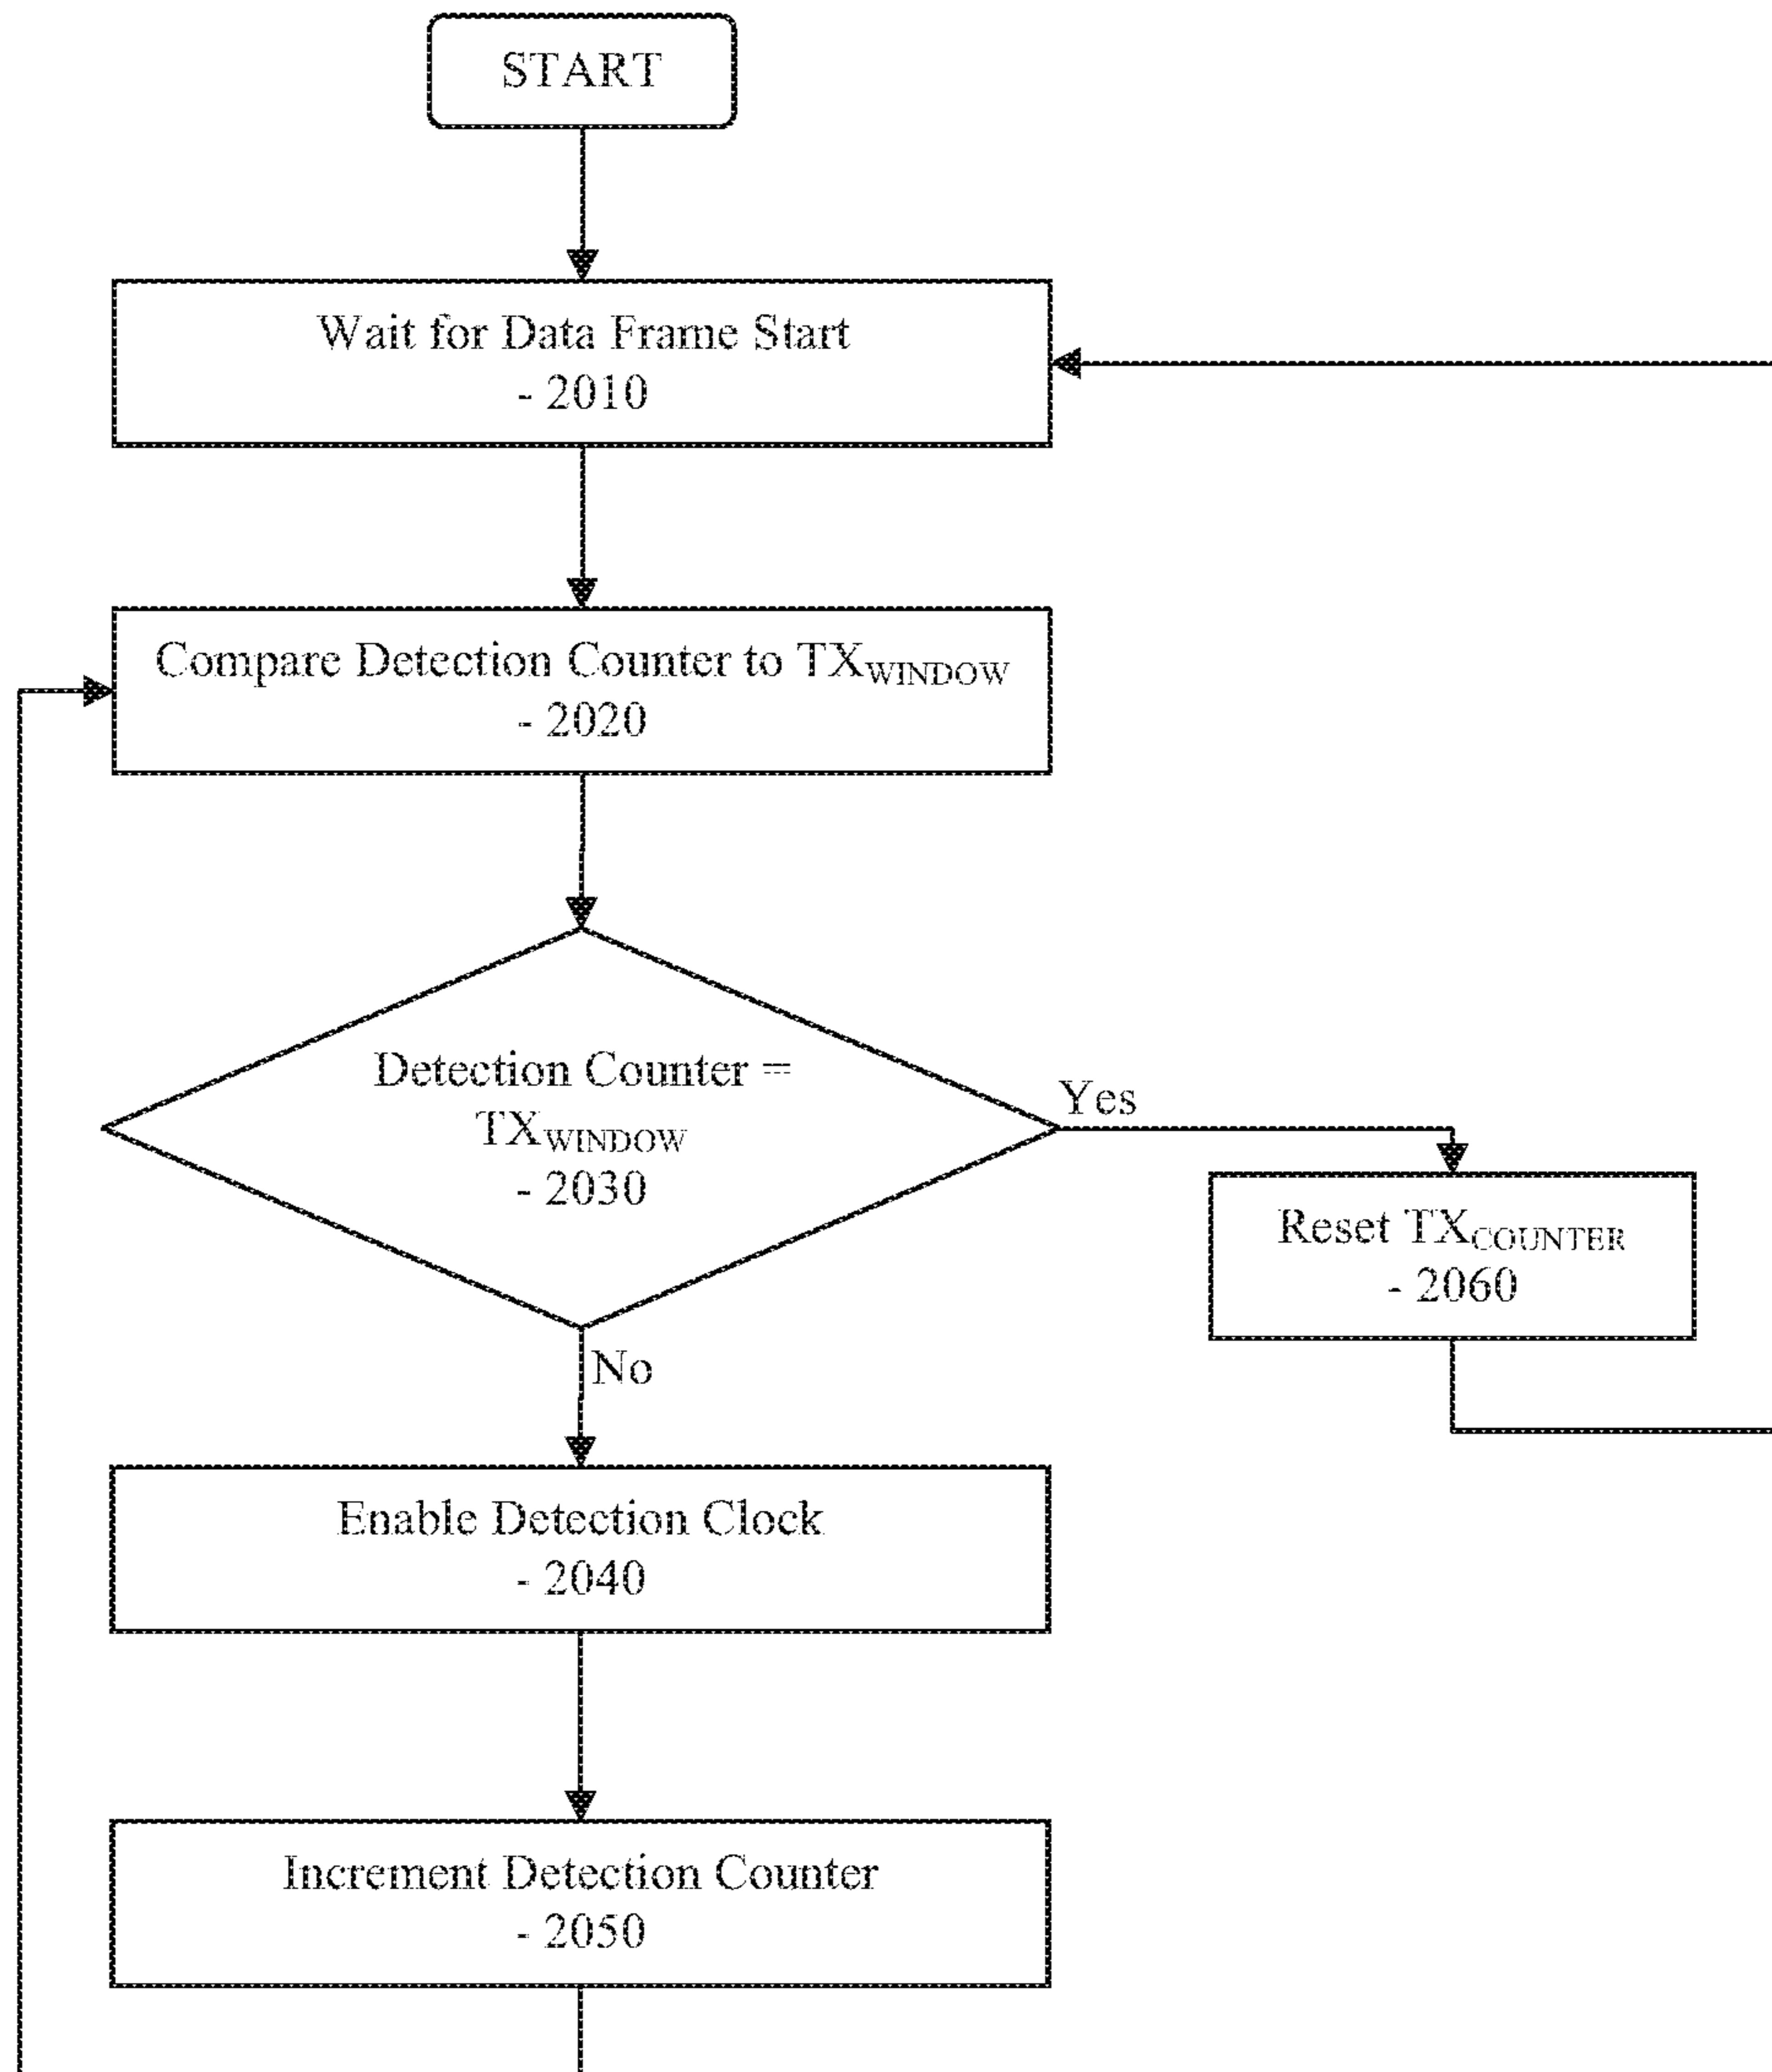 START
Wait for Data Frame Start
- 2010
Compare Detection Counter to TXWINDOW
- 2020
Detection Counter =
TXWINDOW
- 2030
Yes
Reset TXCOUNTER
- 2060
No
Enable Detection Clock
- 2040
Increment Detection Counter
- 2050